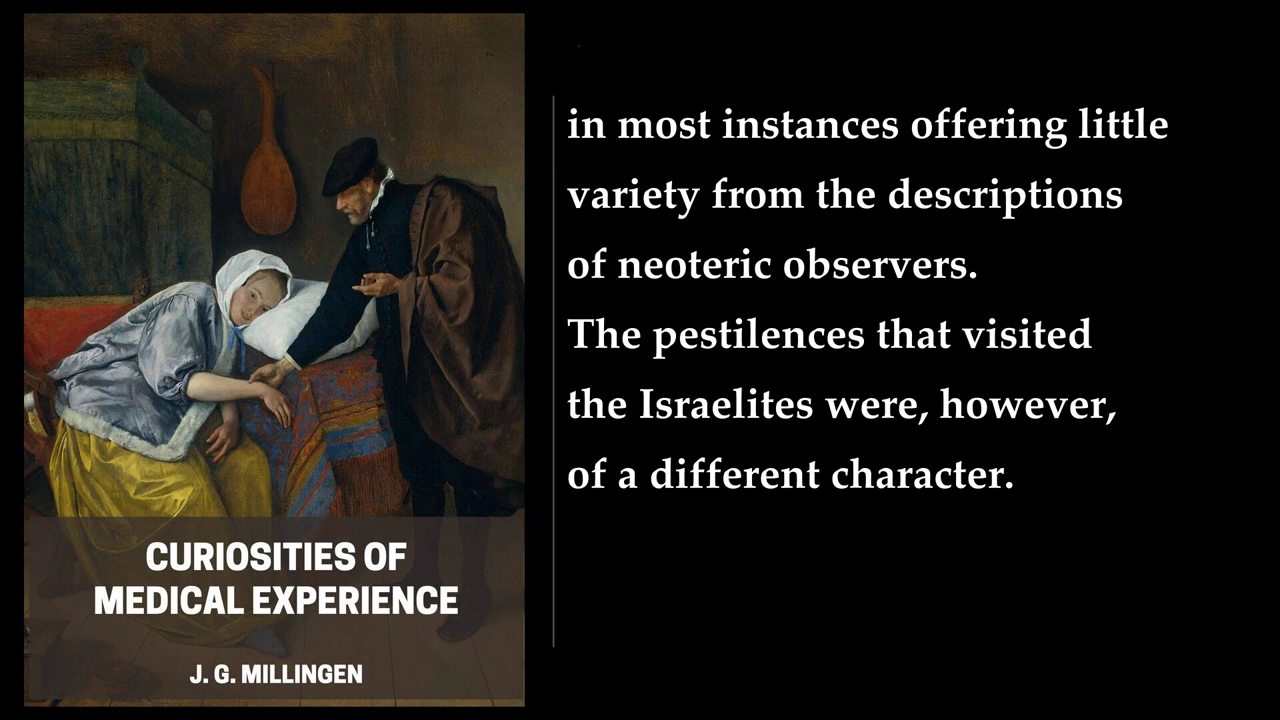 in most instances offering little
variety from the descriptions
of neoteric observers.
The pestilences that visited
the Israelites were, however,
of a different character.
CURIOSITIES OF
MEDICAL EXPERIENCE
J. G. MILLINGEN